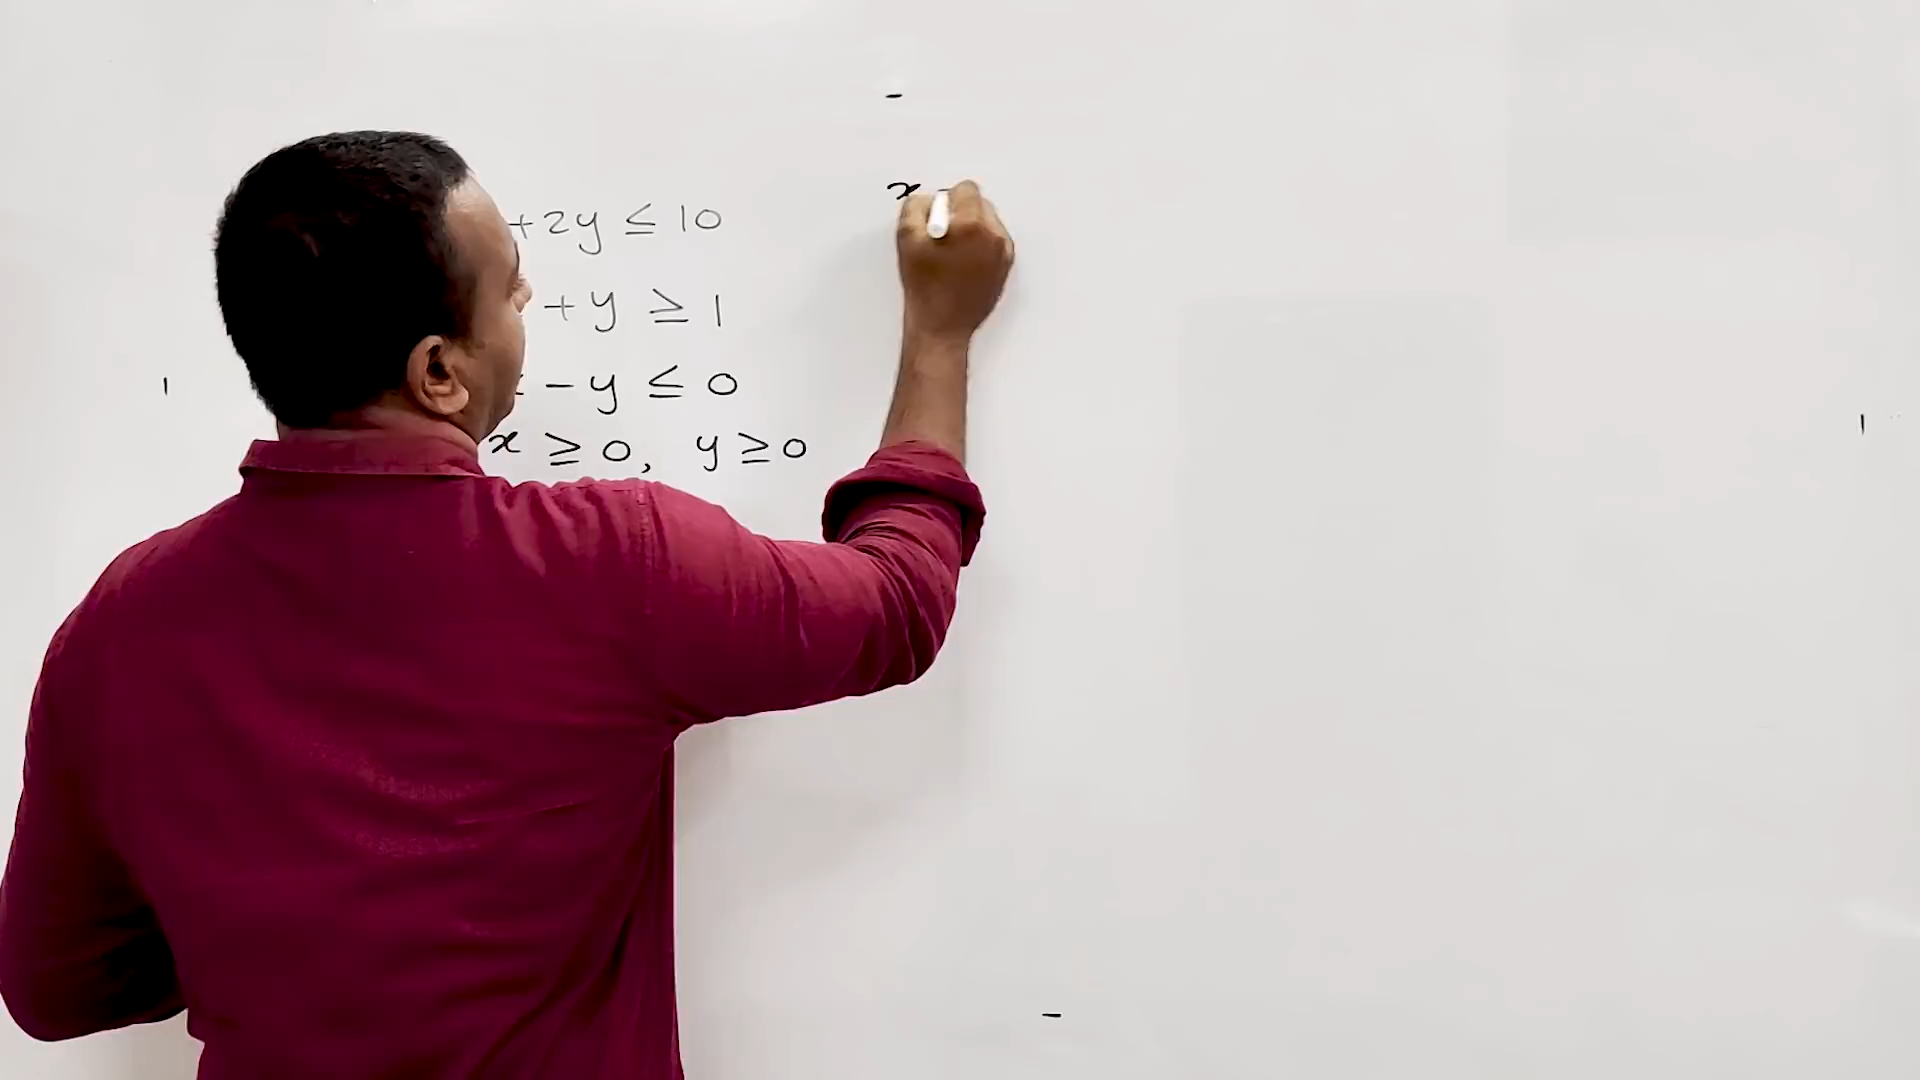 +2y ≤ 10
+ y ≥ 1
- y ≤ 0
x ≥ 0, y ≥ 0
x